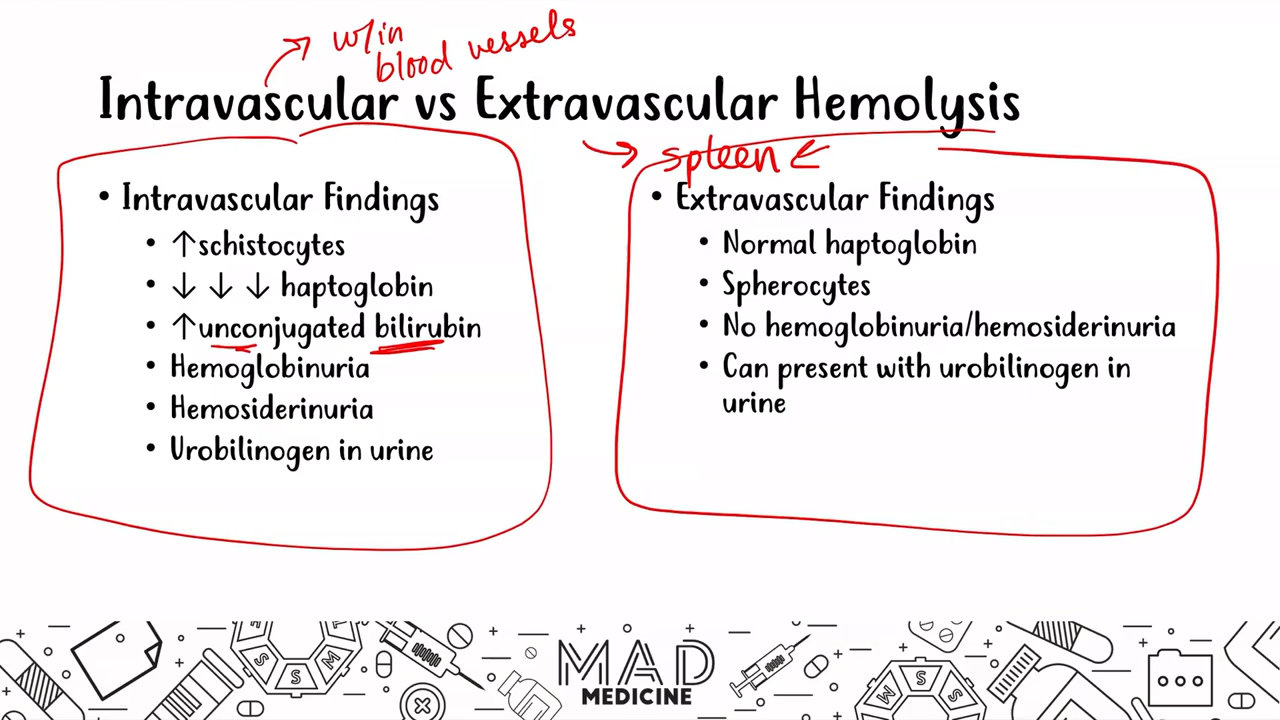 w/in
blood vessels
Intravascular vs Extravascular Hemolysis
→ spleen ←
• Intravascular Findings
• ↑schistocytes
• ↓ ↓ ↓ haptoglobin
• ↑unconjugated bilirubin
• Hemoglobinuria
• Hemosiderinuria
• Urobilinogen in urine
• Extravascular Findings
• Normal haptoglobin
• Spherocytes
• No hemoglobinuria/hemosiderinuria
• Can present with urobilinogen in
urine
MAD
MEDICINE